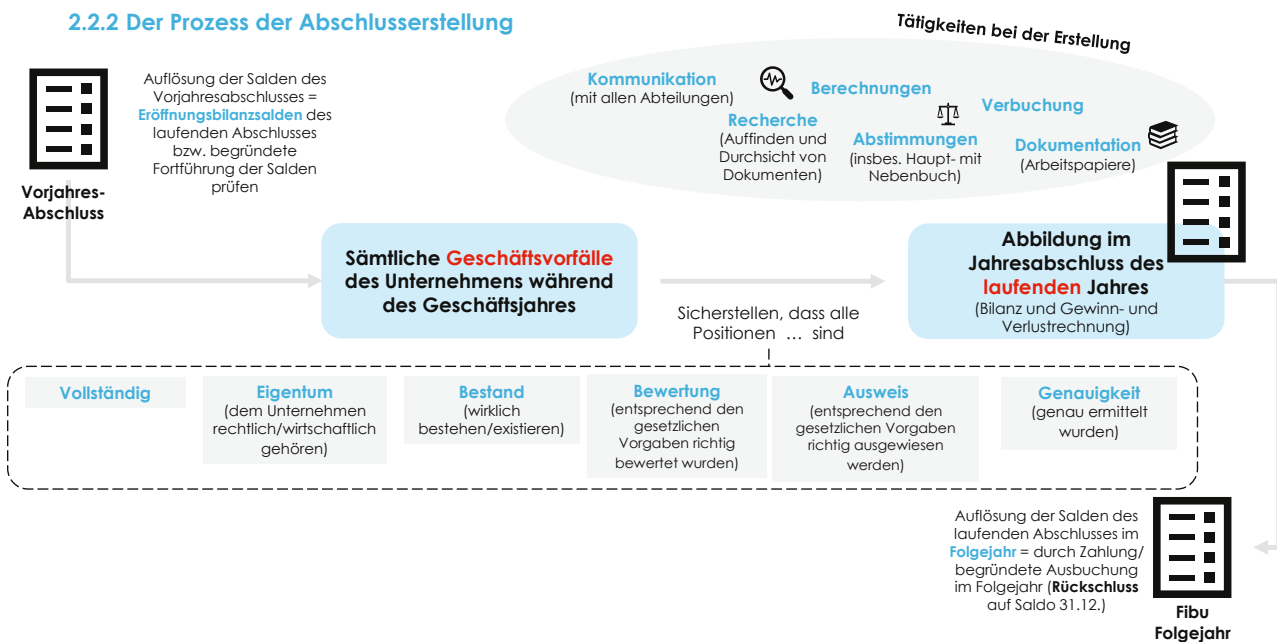 2.2.2 Der Prozess der Abschlusserstellung
Tätigkeiten bei der Erstellung
Auflösung der Salden des
Vorjahresabschlusses =
Eröffnungsbilanzsalden des
laufenden Abschlusses
bzw. begründete
Fortführung der Salden
prüfen
Vorjahres-
Abschluss
Kommunikation
(mit allen Abteilungen)
Berechnungen
Verbuchung
Recherche
(Auffinden und
Durchsicht von
Dokumenten)
Abstimmungen
(insbes. Haupt- mit
Nebenbuch)
Dokumentation
(Arbeitspapiere)
Sämtliche Geschäftsvorfälle
des Unternehmens während
des Geschäftsjahres
Abbildung im
Jahresabschluss des
laufenden Jahres
(Bilanz und Gewinn- und
Verlustrechnung)
Sicherstellen, dass alle
Positionen … sind
Vollständig
Eigentum
(dem Unternehmen
rechtlich/wirtschaftlich
gehören)
Bestand
(wirklich
bestehen/existieren)
Bewertung
(entsprechend den
gesetzlichen
Vorgaben richtig
bewertet wurden)
Ausweis
(entsprechend den
gesetzlichen Vorgaben
richtig ausgewiesen
werden)
Genauigkeit
(genau ermittelt
wurden)
Auflösung der Salden des
laufenden Abschlusses im
Folgejahr = durch Zahlung/
begründete Ausbuchung
im Folgejahr (Rückschluss
auf Saldo 31.12.)
Fibu
Folgejahr